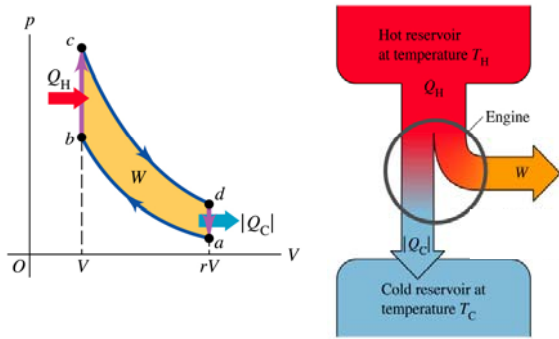 p
c
Q_H
b
W
d
|Q_C|
a
O
V
rV
V
Hot reservoir
at temperature T_H
Q_H
Engine
W
|Q_C|
Cold reservoir at
temperature T_C